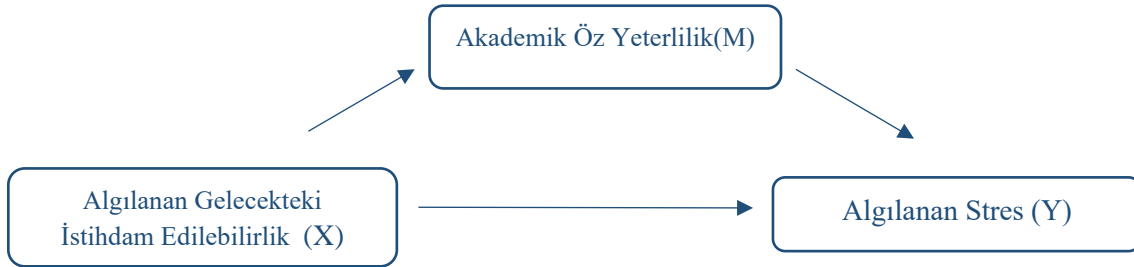 Akademik Öz Yeterlilik(M)
Algılanan Gelecekteki
İstihdam Edilebilirlik (X)
Algılanan Stres (Y)